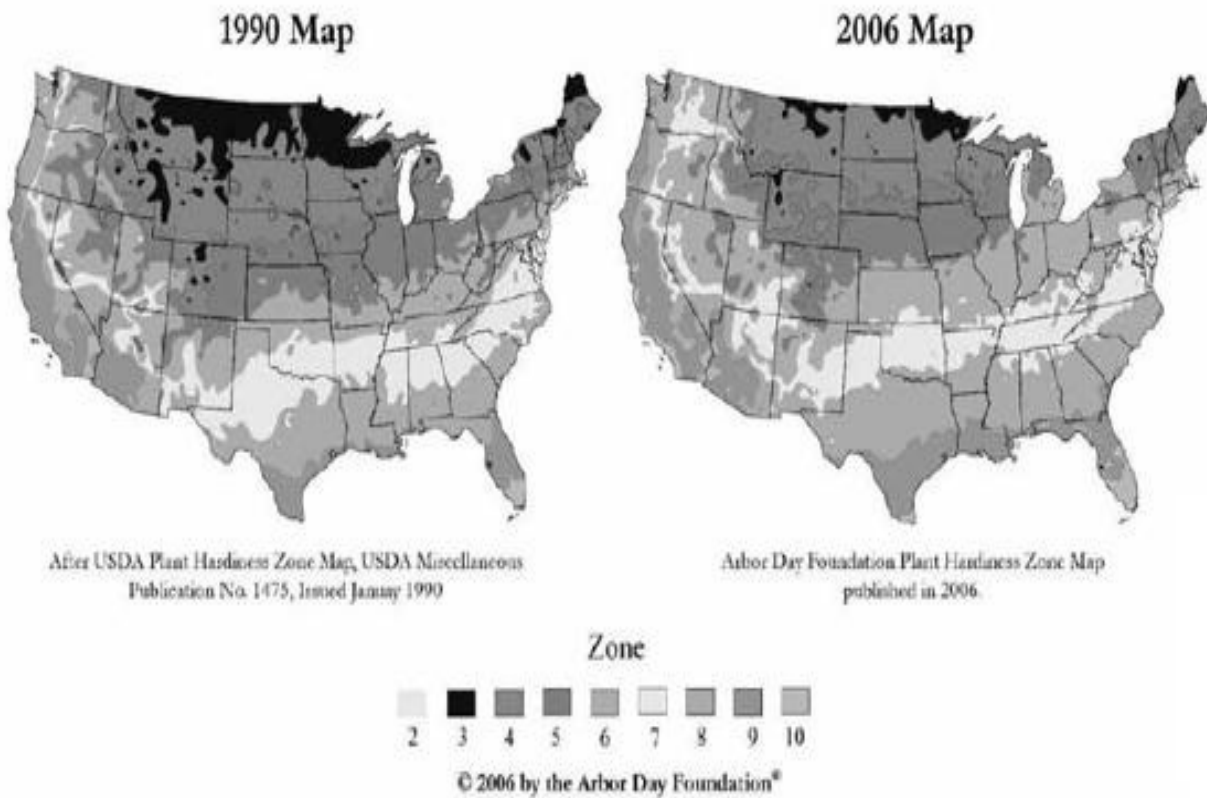 1990 Map
2006 Map
After USDA Plant Hardiness Zone Map, USDA Miscellaneous
Publication No. 1475, Issued January 1990
Arbor Day Foundation Plant Hardiness Zone Map
published in 2006.
Zone
2 3 4 5 6 7 8 9 10
© 2006 by the Arbor Day Foundation®